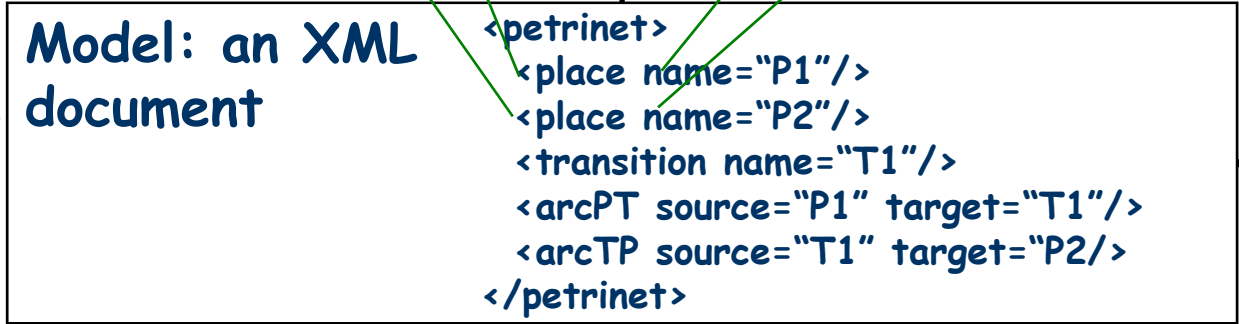 Model: an XML
document
<petrinet>
<place name=“P1”/>
<place name=“P2”/>
<transition name=“T1”/>
<arcPT source=“P1” target=“T1”/>
<arcTP source=“T1” target=“P2/>
</petrinet>